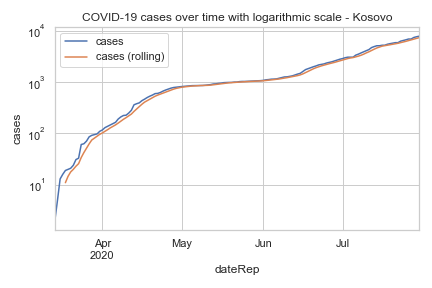 COVID-19 cases over time with logarithmic scale - Kosovo
cases
cases (rolling)
10⁴
10³
10²
10¹
cases
Apr
2020
May
Jun
Jul
dateRep